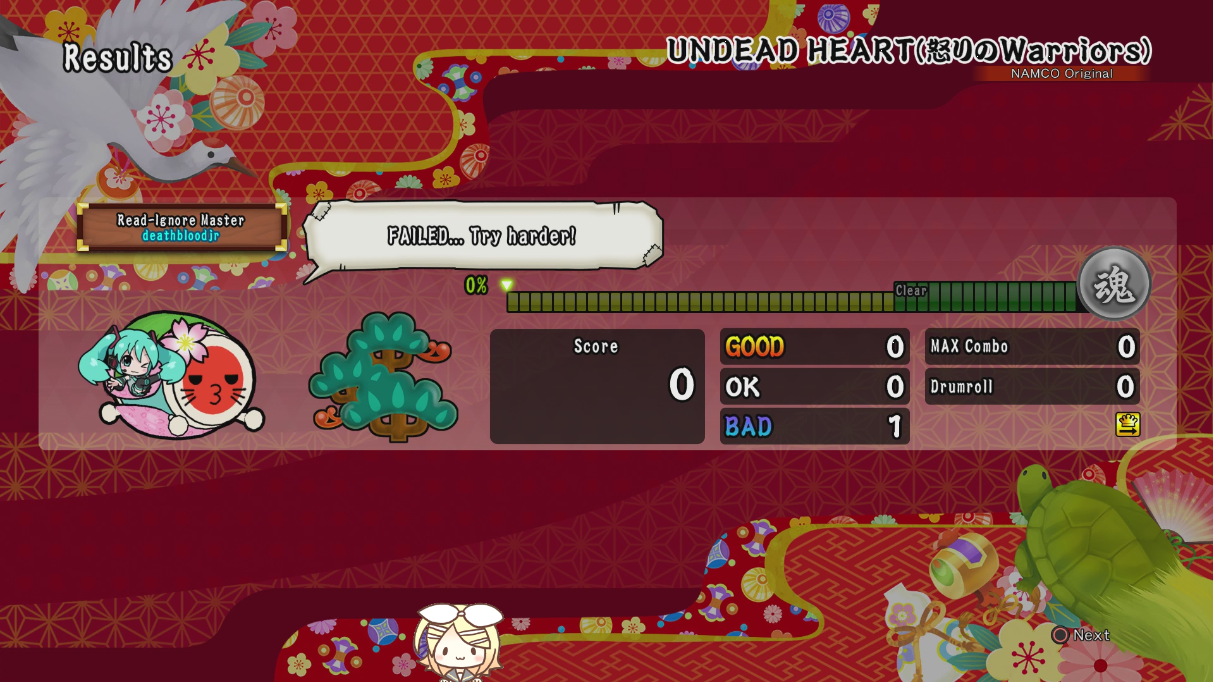 Results
UNDEAD HEART(怒りのWarriors)
NAMCO Original
Read-Ignore Master
deathbloodjr
FAILED... Try harder!
0%
Clear
魂
Score
0
GOOD 0
OK 0
BAD 1
MAX Combo 0
Drumroll 0
Next